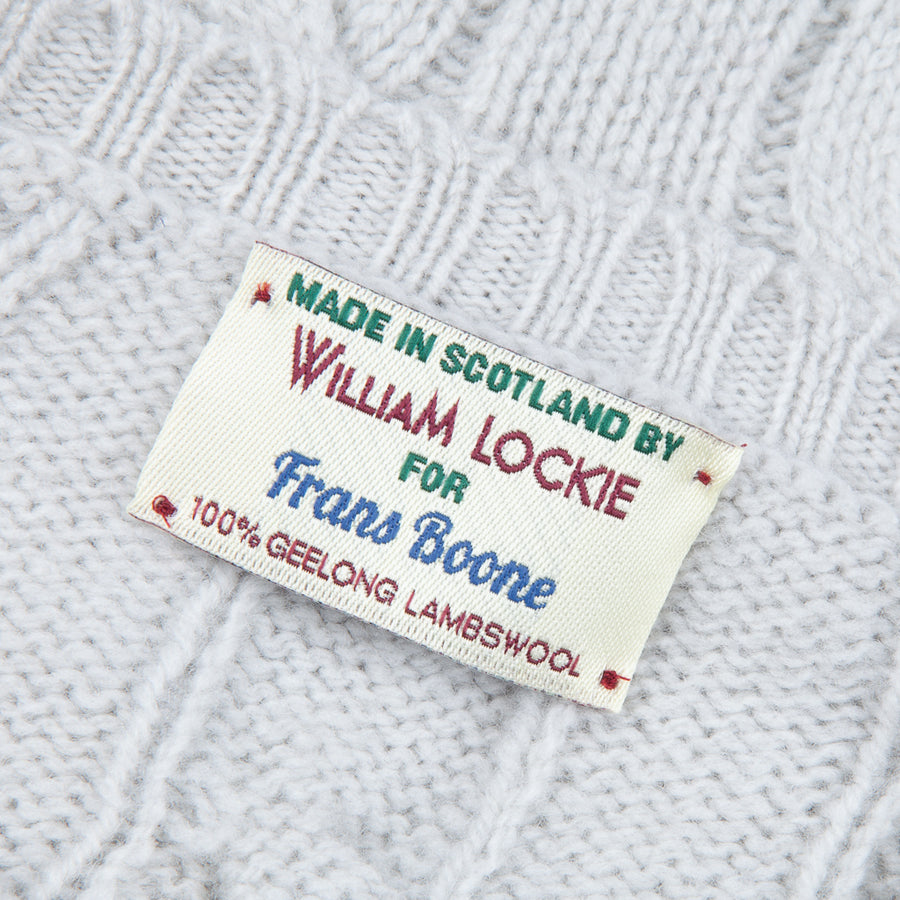 MADE IN SCOTLAND BY
WILLIAM LOCKIE
FOR
Frans Boone
100% GEELONG LAMBSWOOL